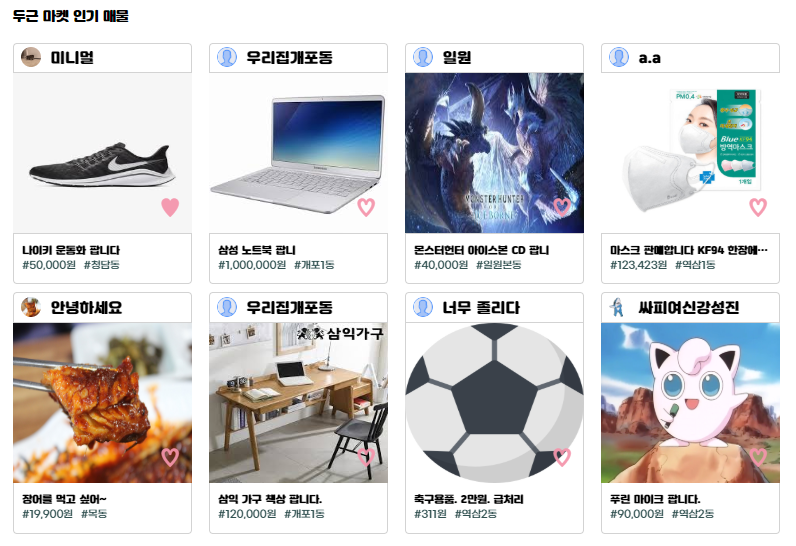 두근 마켓 인기 매물
미니멀
우리집개포동
일원
a.a
MONSTER HUNTER
ICEBORNE
PM0.4
Blue KF94
방역마스크
1개입
나이키 운동화 팝니다
#50,000원 #청담동
삼성 노트북 팝니
#1,000,000원 #개포1동
몬스터헌터 아이스본 CD 팝니
#40,000원 #일원본동
마스크 판매합니다 KF94 한장에…
#123,423원 #역삼1동
안녕하세요
우리집개포동
너무 졸리다
싸피여신강성진
삼익가구
장어를 먹고 싶어~
#19,900원 #목동
삼익 가구 책상 팝니다.
#120,000원 #개포1동
축구용품. 2만원. 급처리
#311원 #역삼2동
푸린 마이크 팝니다.
#90,000원 #역삼2동